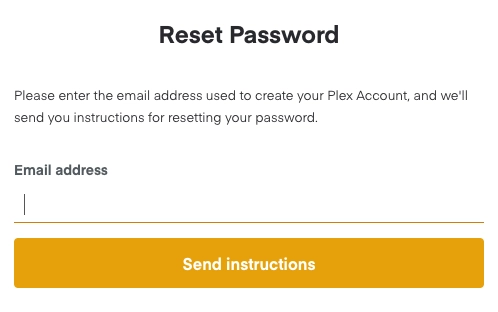 Reset Password
Please enter the email address used to create your Plex Account, and we'll
send you instructions for resetting your password.
Email address
Send instructions